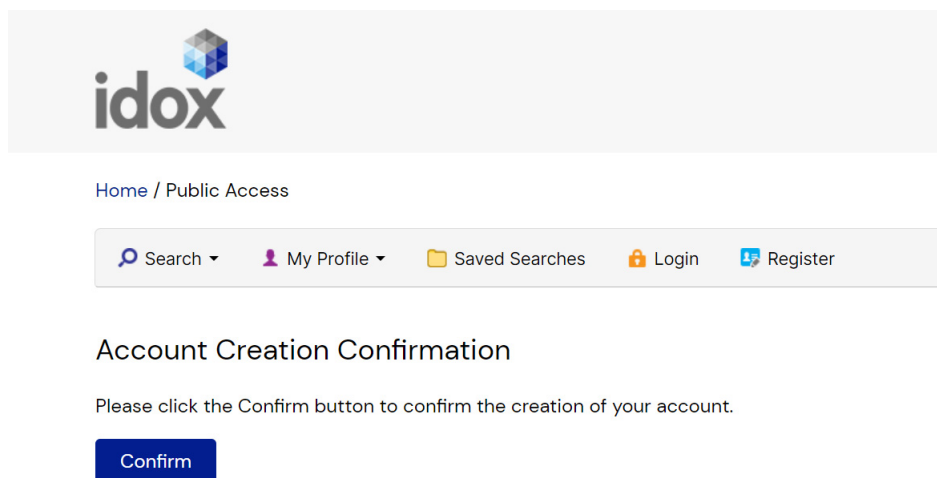 idox
Home / Public Access
Search My Profile Saved Searches Login Register
Account Creation Confirmation
Please click the Confirm button to confirm the creation of your account.
Confirm